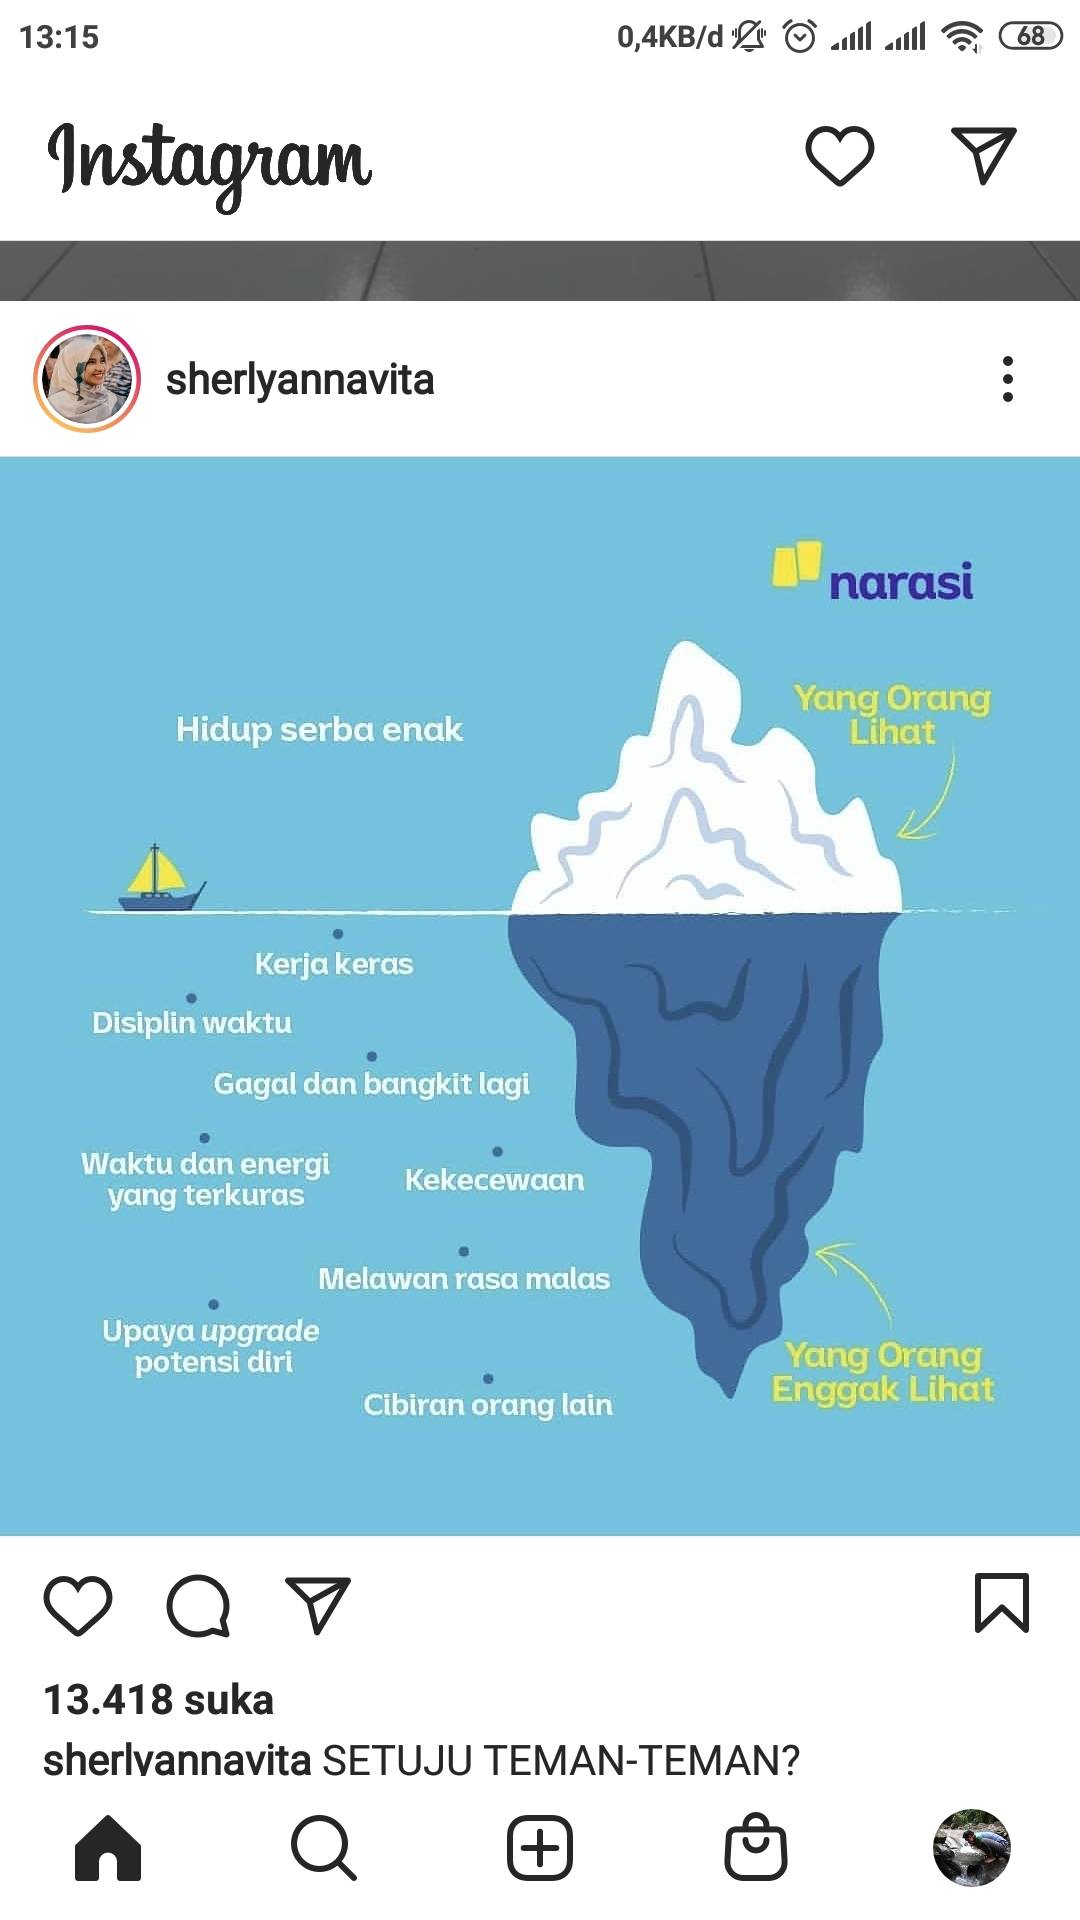 13:15
0,4KB/d
68
Instagram
sherlyannavita
narasi
Yang Orang
Lihat
Hidup serba enak
Kerja keras
Disiplin waktu
Gagal dan bangkit lagi
Waktu dan energi
yang terkuras
Kekecewaan
Melawan rasa malas
Upaya upgrade
potensi diri
Yang Orang
Enggak Lihat
Cibiran orang lain
13.418 suka
sherlyannavita SETUJU TEMAN-TEMAN?